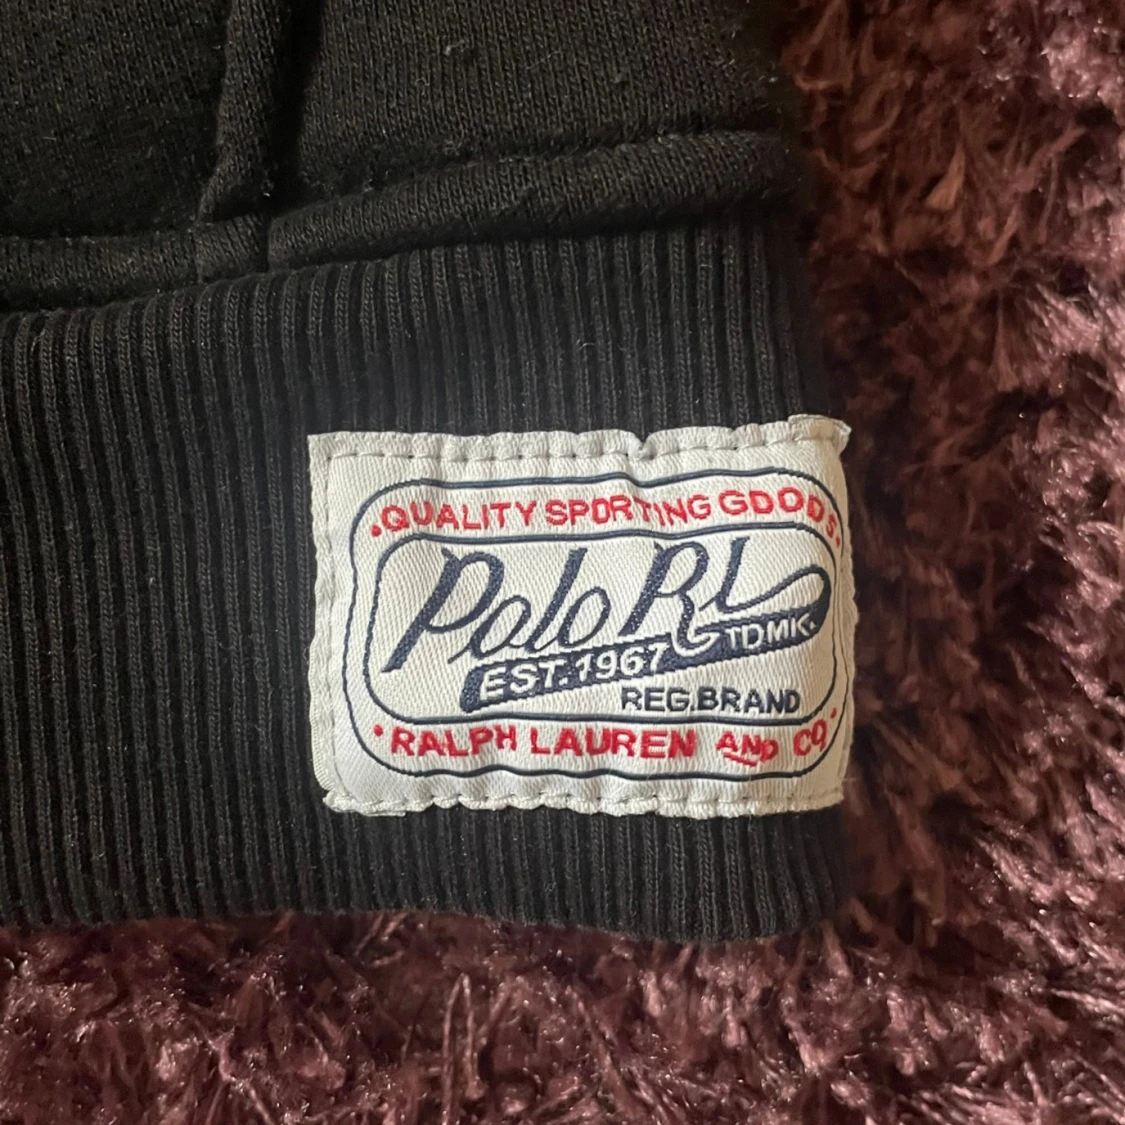 •QUALITY SPORTING GOODS•
Polo RL
EST.1967 TDMK.
REG.BRAND
•RALPH LAUREN AND CO•